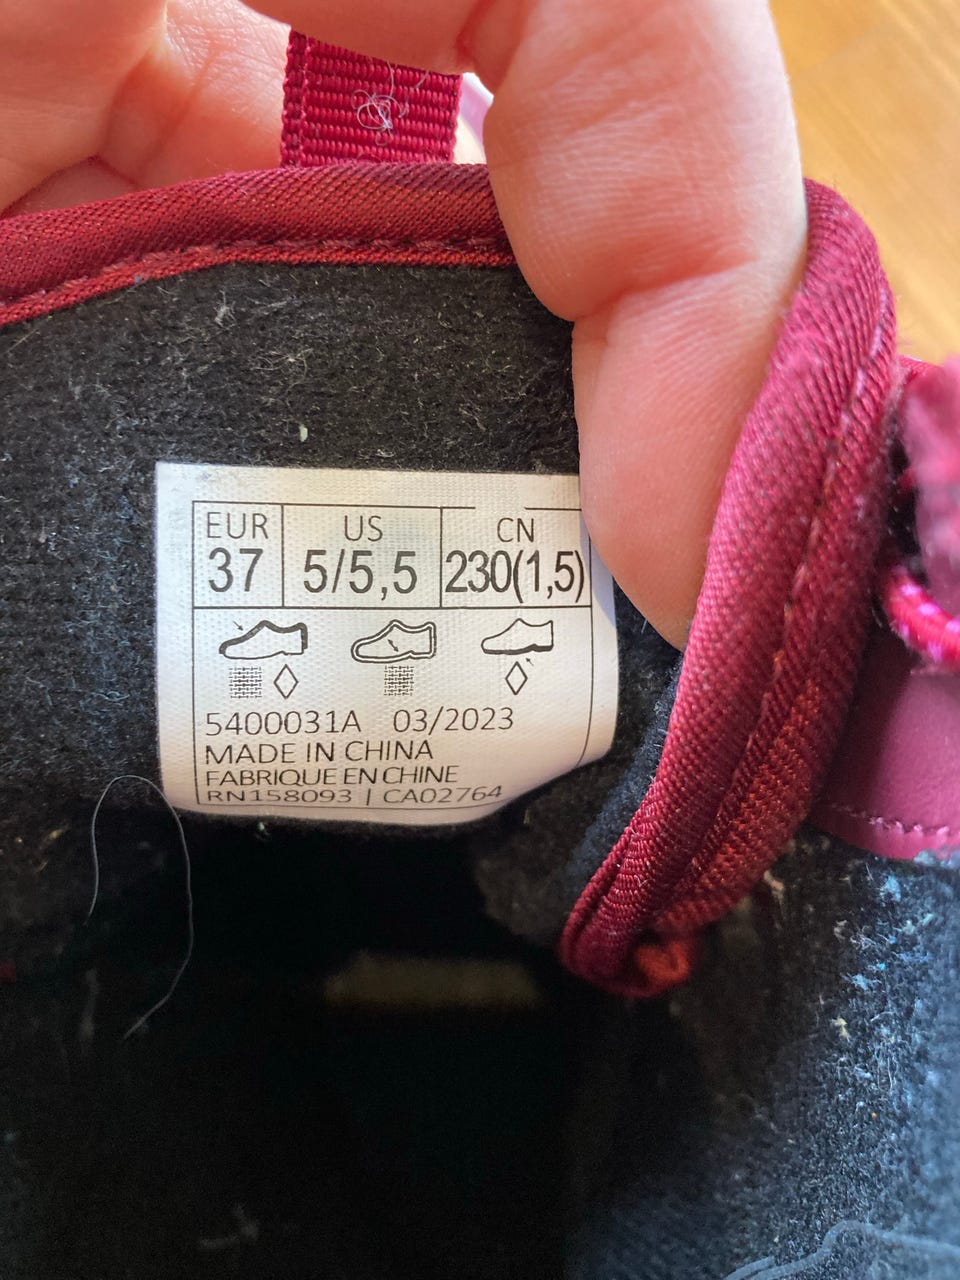 EUR US CN
37 5/5,5 230(1,5)
5400031A 03/2023
MADE IN CHINA
FABRIQUE EN CHINE
RN158093 | CA02764